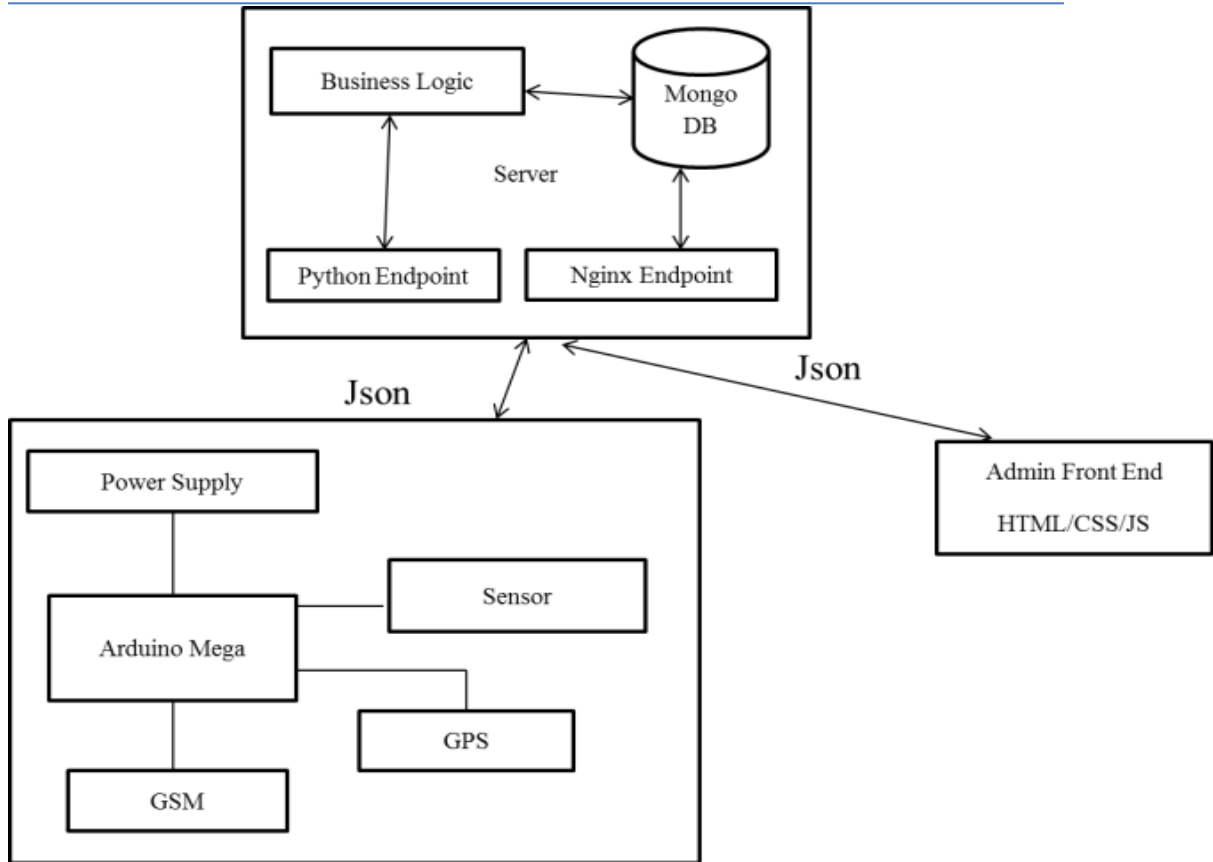 Business Logic
Mongo
DB
Server
Python Endpoint
Nginx Endpoint
Json
Json
Power Supply
Admin Front End
HTML/CSS/JS
Sensor
Arduino Mega
GPS
GSM